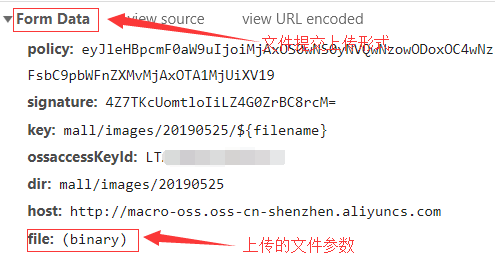 ▼Form Data view source view URL encoded
文件提交上传形式
policy: eyJleHBpcmF0aW9uIjoiMjAxOS0wNS0yNVQwNzowODoxOC4wNz
FsbC9pbWFnZXMvMjAxOTA1MjUiXV19
signature: 4Z7TKcUomtloIiLZ4G0ZrBC8rcM=
key: mall/images/20190525/${filename}
ossaccessKeyId: LTA
dir: mall/images/20190525
host: http://macro-oss.oss-cn-shenzhen.aliyuncs.com
file: (binary)
上传的文件参数